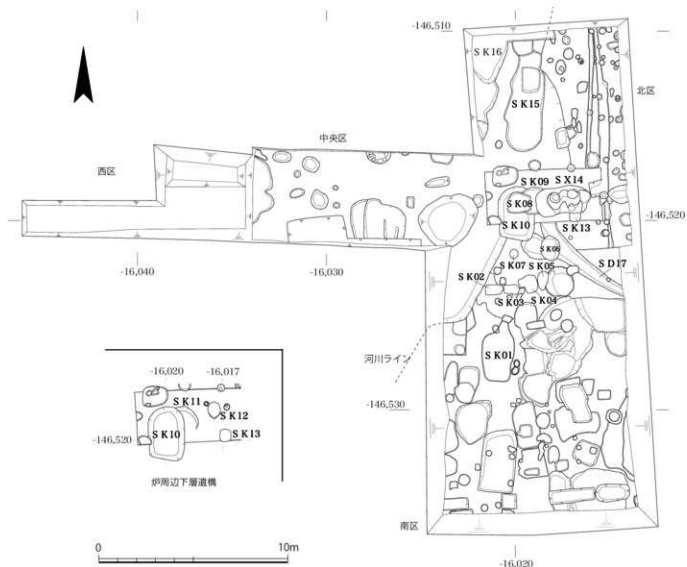 -146,510
SK16
北区
SK15
中央区
西区
SK09
SX14
SK08
-146,520
SK10
SK13
SK06
SK07
SK05
SD17
-16,040
-16,030
SK02
SK03
SK04
河川ライン
SK01
-16,020
-16,017
SK11
-146,530
SK12
SK10
SK13
-146,520
炉周辺下層遺構
南区
0
10m
-16,020